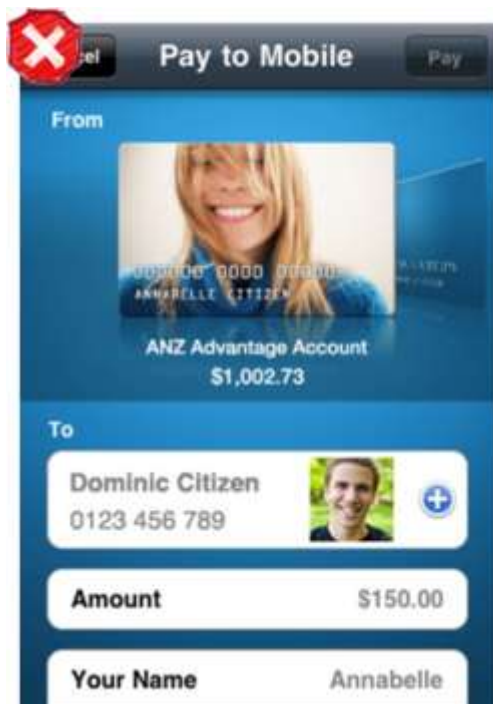 Pay to Mobile
Pay
From
ANNABELLE CITIZEN
ANZ Advantage Account
$1,002.73
To
Dominic Citizen
0123 456 789
Amount $150.00
Your Name Annabelle